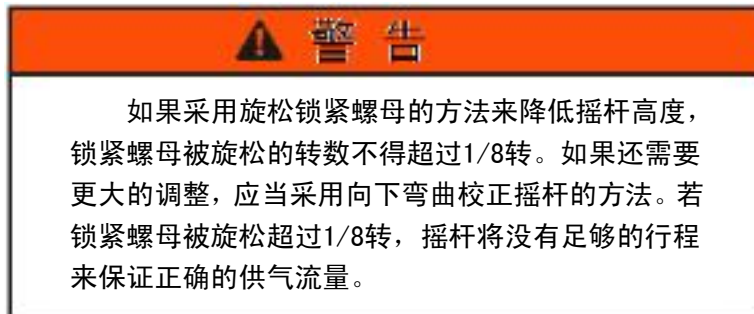 警告
如果采用旋松锁紧螺母的方法来降低摇杆高度，
锁紧螺母被旋松的转数不得超过1/8转。如果还需要
更大的调整，应当采用向下弯曲校正摇杆的方法。若
锁紧螺母被旋松超过1/8转，摇杆将没有足够的行程
来保证正确的供气流量。